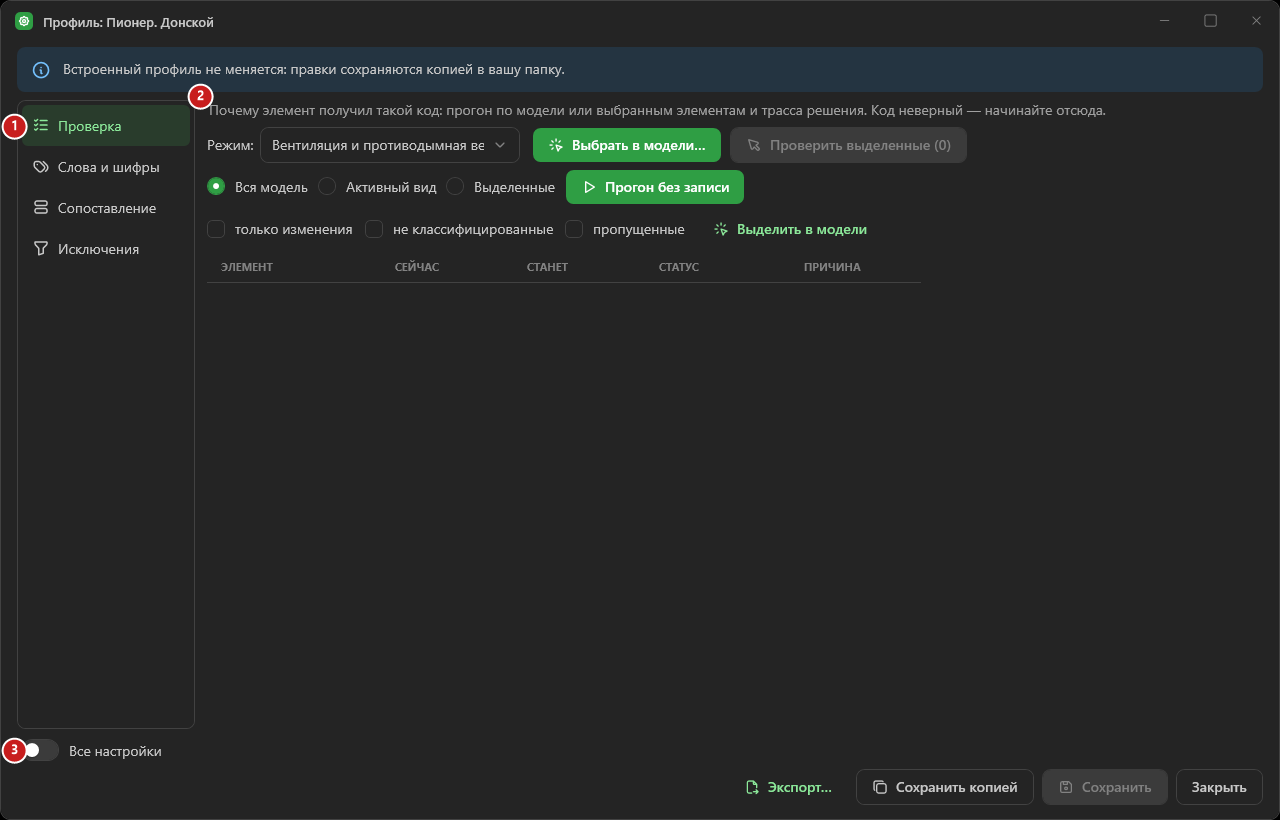 Профиль: Пионер. Донской
Встроенный профиль не меняется: правки сохраняются копией в вашу папку.
1
Проверка
Слова и шифры
Сопоставление
Исключения
2
Почему элемент получил такой код: прогон по модели или выбранным элементам и трасса решения. Код неверный — начинайте отсюда.
Режим: Вентиляция и противодымная ве Выбрать в модели... Проверить выделенные (0)
Вся модель Активный вид Выделенные Прогон без записи
только изменения не классифицированные пропущенные Выделить в модели
ЭЛЕМЕНТ СЕЙЧАС СТАНЕТ СТАТУС ПРИЧИНА
3
Все настройки
Экспорт... Сохранить копией Сохранить Закрыть